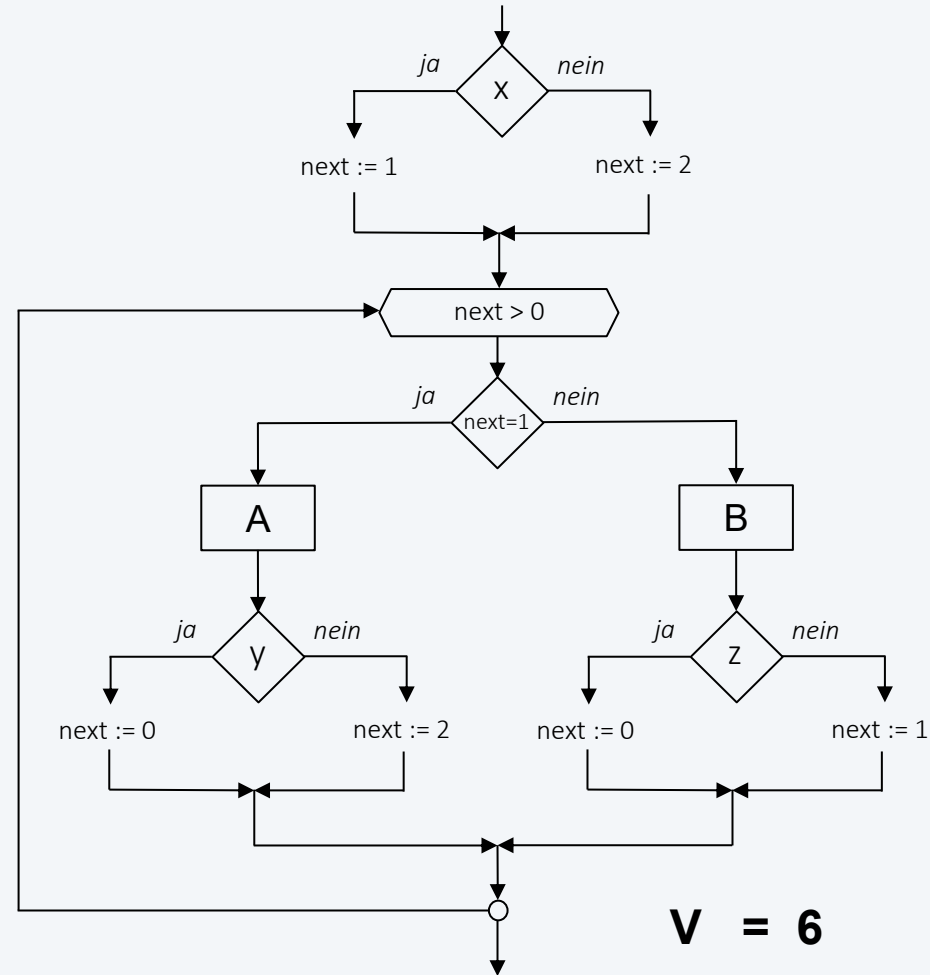 ja nein
x
next := 1 next := 2
next > 0
ja nein
next=1
A B
ja nein ja nein
y z
next := 0 next := 2 next := 0 next := 1
V = 6